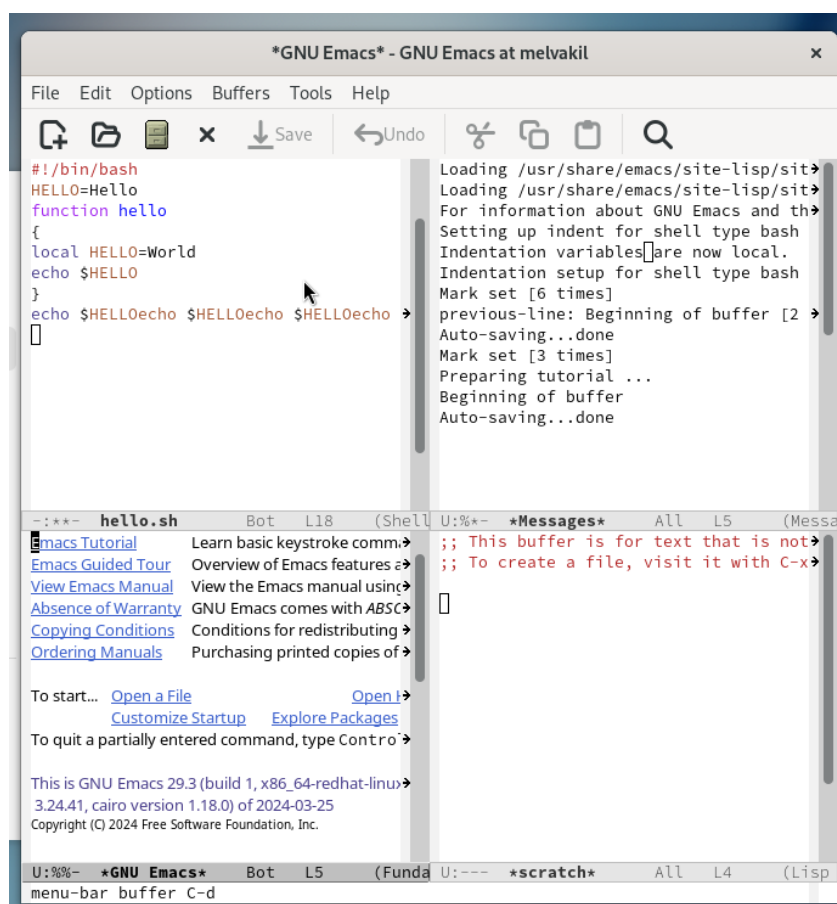 *GNU Emacs* - GNU Emacs at melvakil
File Edit Options Buffers Tools Help
Save Undo
#!/bin/bash
HELLO=Hello
function hello
{
local HELLO=World
echo $HELLO
}
echo $HELLOecho $HELLOecho $HELLOecho
-:**- hello.sh Bot L18 (Shell
Loading /usr/share/emacs/site-lisp/sit
Loading /usr/share/emacs/site-lisp/sit
For information about GNU Emacs and th
Setting up indent for shell type bash
Indentation variables are now local.
Indentation setup for shell type bash
Mark set [6 times]
previous-line: Beginning of buffer [2
Auto-saving...done
Mark set [3 times]
Preparing tutorial ...
Beginning of buffer
Auto-saving...done
U:%*- *Messages* All L5 (Messa
Emacs Tutorial Learn basic keystroke comm
Emacs Guided Tour Overview of Emacs features a
View Emacs Manual View the Emacs manual using
Absence of Warranty GNU Emacs comes with ABSO
Copying Conditions Conditions for redistributing
Ordering Manuals Purchasing printed copies of
To start... Open a File Open H
Customize Startup Explore Packages
To quit a partially entered command, type Contro
This is GNU Emacs 29.3 (build 1, x86_64-redhat-linux
3.24.41, cairo version 1.18.0) of 2024-03-25
Copyright (C) 2024 Free Software Foundation, Inc.
U:%%- *GNU Emacs* Bot L5 (Funda
;; This buffer is for text that is not
;; To create a file, visit it with C-x
U:--- *scratch* All L4 (Lisp
menu-bar buffer C-d